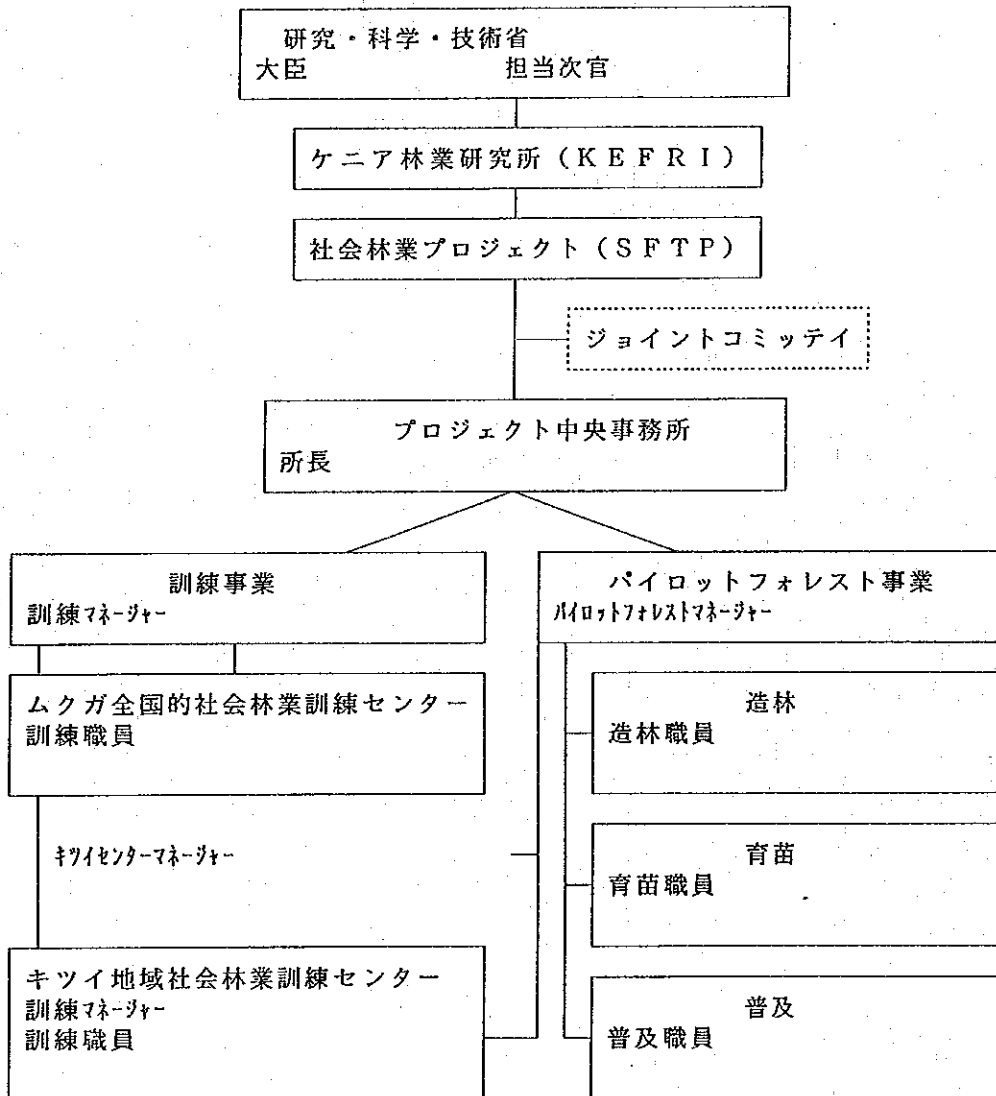 研究・科学・技術省
大臣 担当次官
ケニア林業研究所（ＫＥＦＲＩ）
社会林業プロジェクト（ＳＦＴＰ）
ジョイントコミッテイ
プロジェクト中央事務所
所長
訓練事業
訓練ﾏﾈｰｼﾞｬｰ
パイロットフォレスト事業
ﾊﾟｲﾛｯﾄﾌｫﾚｽﾄﾏﾈｰｼﾞｬｰ
ムクガ全国的社会林業訓練センター
訓練職員
造林
造林職員
ｷﾂｲｾﾝﾀｰﾏﾈｰｼﾞｬｰ
育苗
育苗職員
キツイ地域社会林業訓練センター
訓練ﾏﾈｰｼﾞｬｰ
訓練職員
普及
普及職員